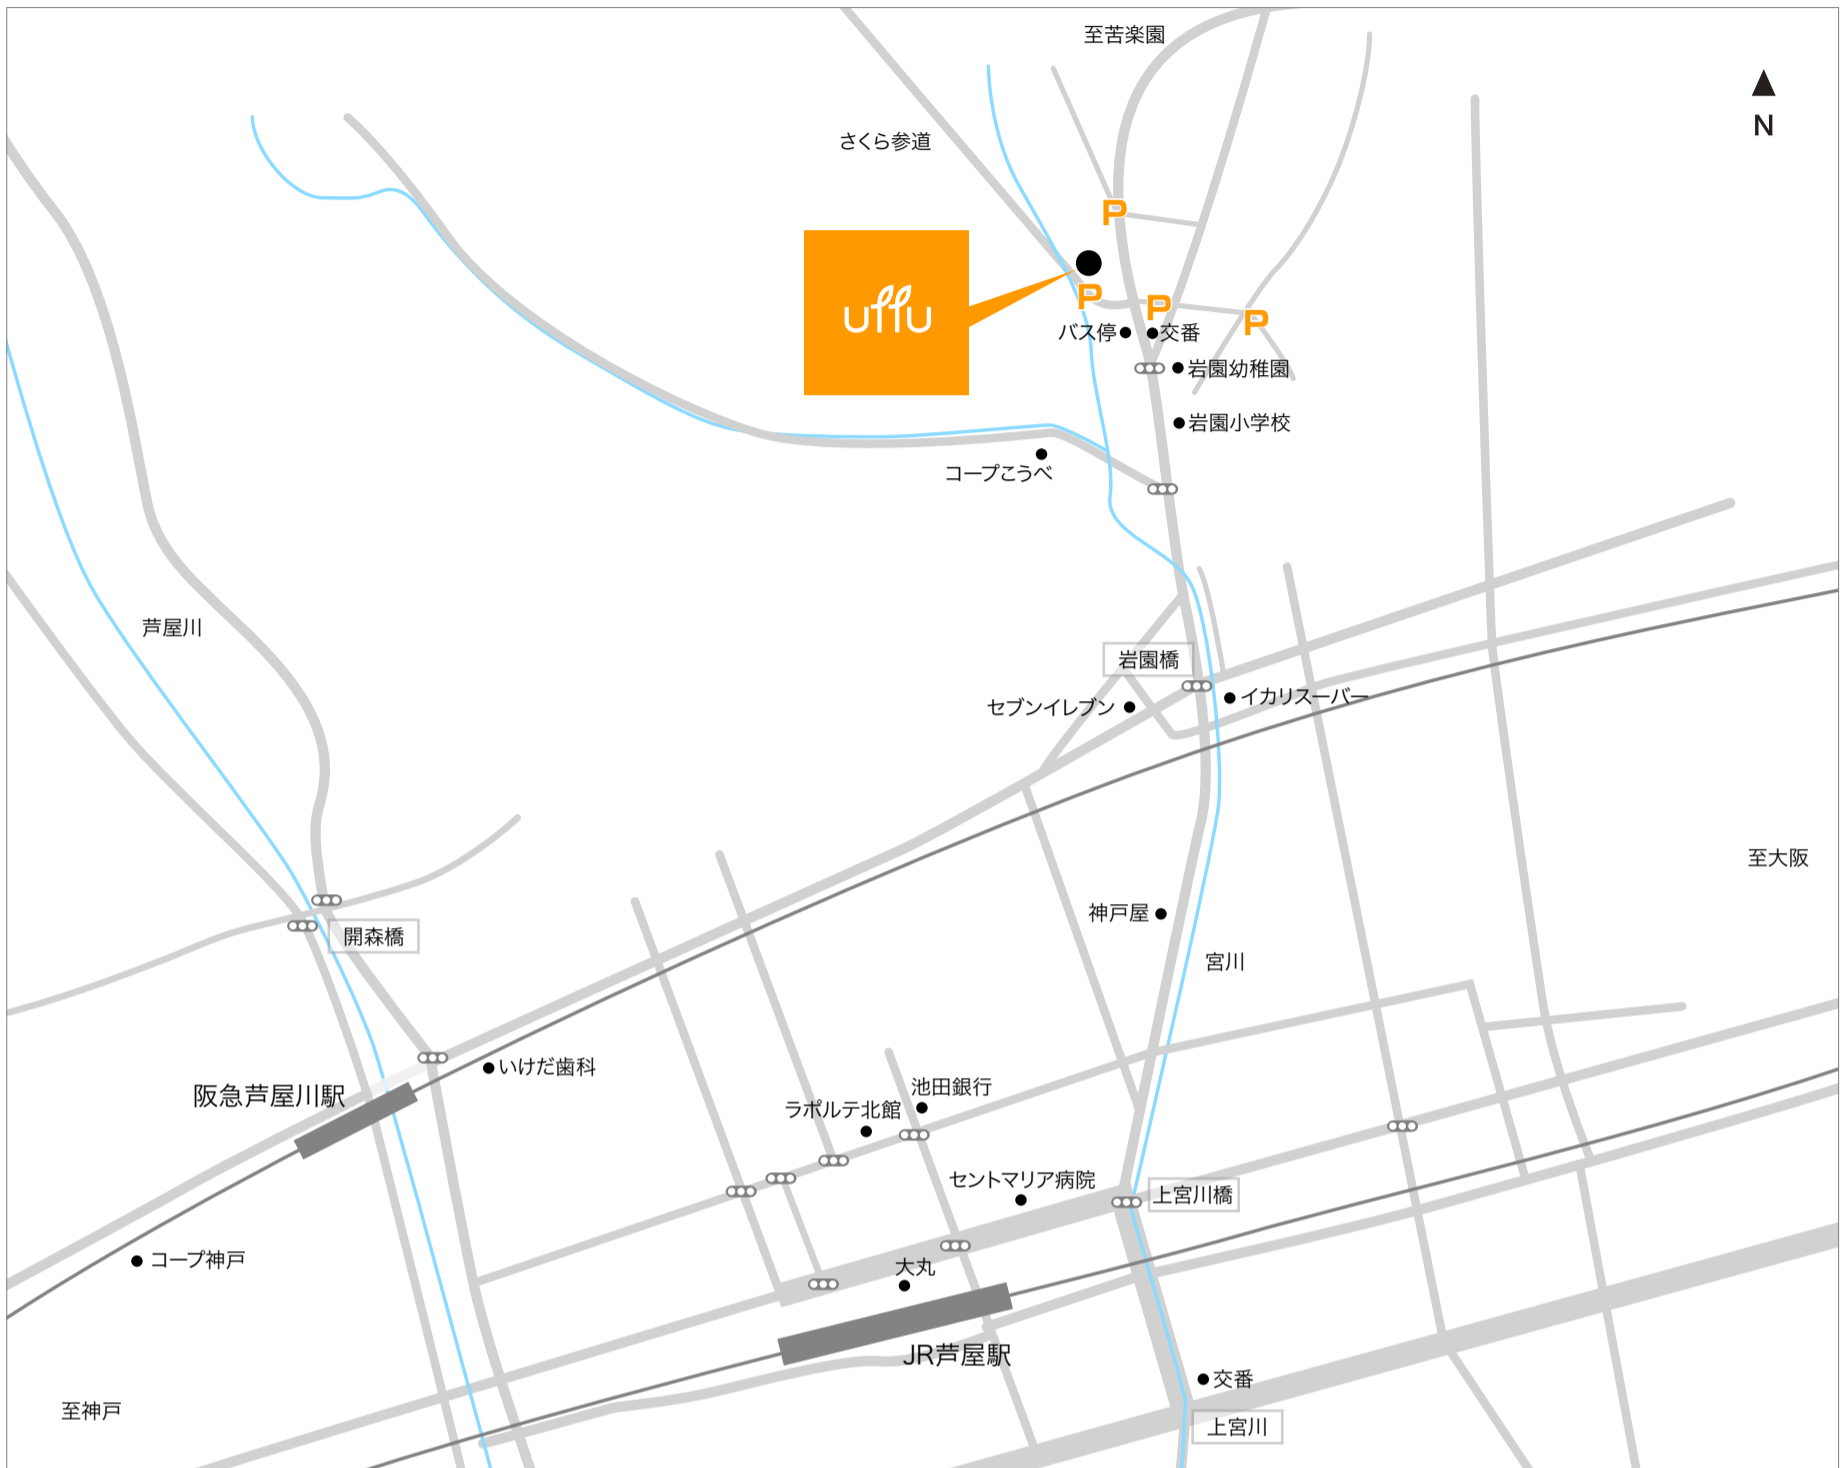 至苦楽園
N
さくら参道
P
uffu
P
P
P
バス停
交番
岩園幼稚園
岩園小学校
コープこうべ
芦屋川
岩園橋
イカリスーパー
セブンイレブン
至大阪
神戸屋
開森橋
宮川
いけだ歯科
阪急芦屋川駅
池田銀行
ラポルテ北館
セントマリア病院
上宮川橋
コープ神戸
大丸
JR芦屋駅
交番
至神戸
上宮川